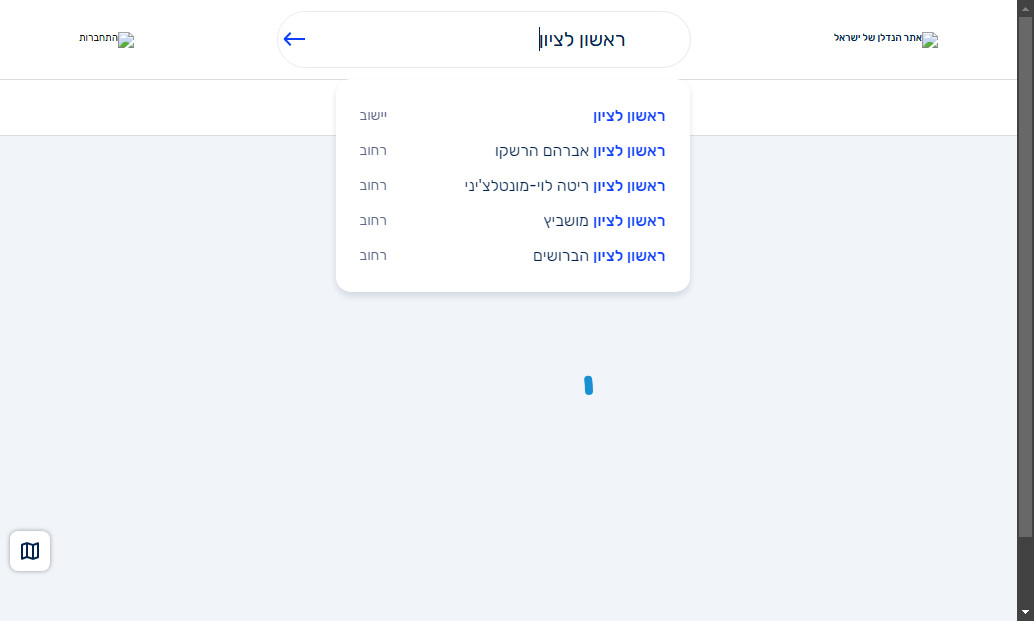 אתר הנדלן של ישראל
ראשון לציון
התחברות
ראשון לציון יישוב
ראשון לציון אברהם הרשקו רחוב
ראשון לציון ריטה לוי-מונטלצ'יני רחוב
ראשון לציון מושביץ רחוב
ראשון לציון הברושים רחוב